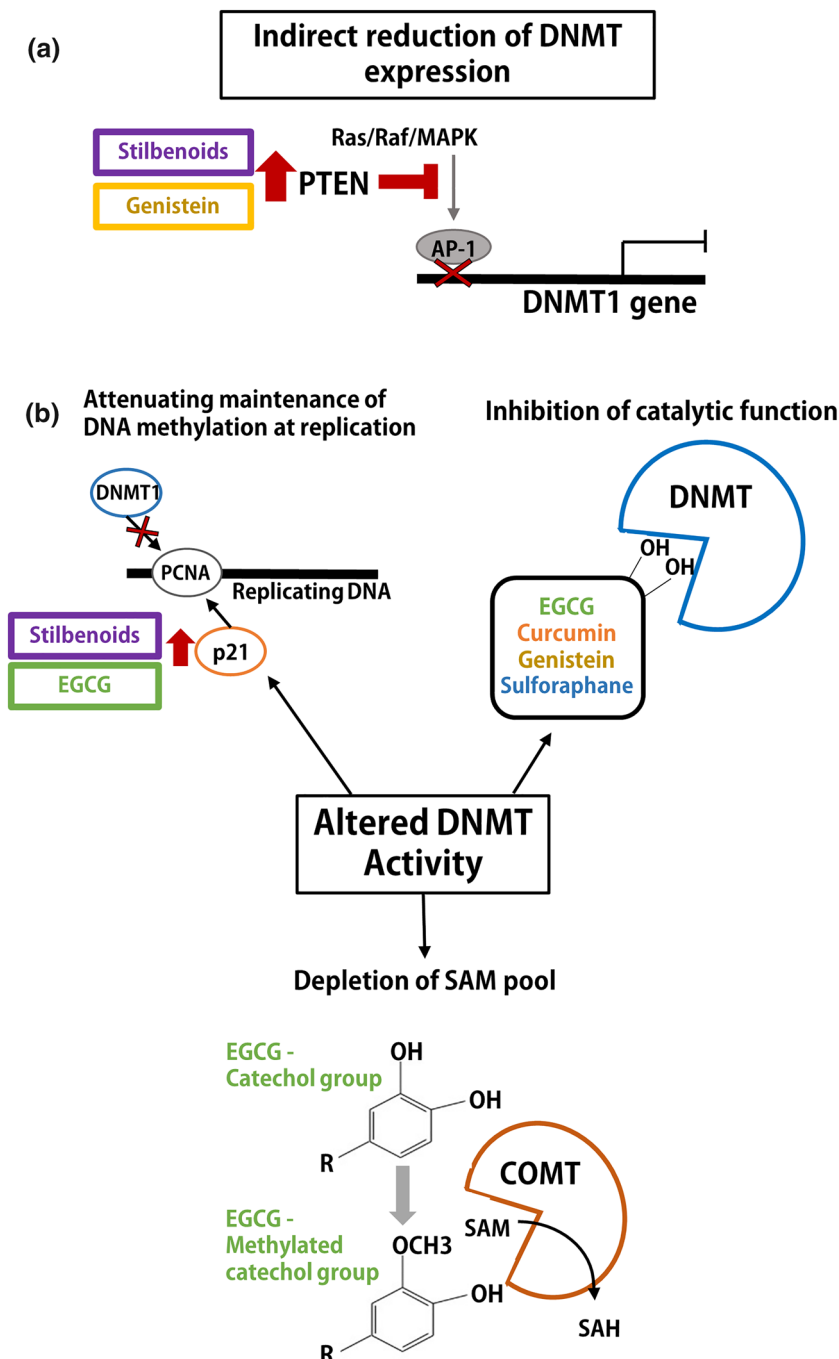 (a)
Indirect reduction of DNMT
expression
Stilbenoids
Genistein
PTEN
Ras/Raf/MAPK
AP-1
DNMT1 gene
(b)
Attenuating maintenance of
DNA methylation at replication
DNMT1
PCNA
Replicating DNA
Stilbenoids
EGCG
p21
Inhibition of catalytic function
DNMT
OH
OH
EGCG
Curcumin
Genistein
Sulforaphane
Altered DNMT
Activity
Depletion of SAM pool
EGCG -
Catechol group
OH
OH
R
EGCG -
Methylated
catechol group
OCH3
OH
R
COMT
SAM
SAH